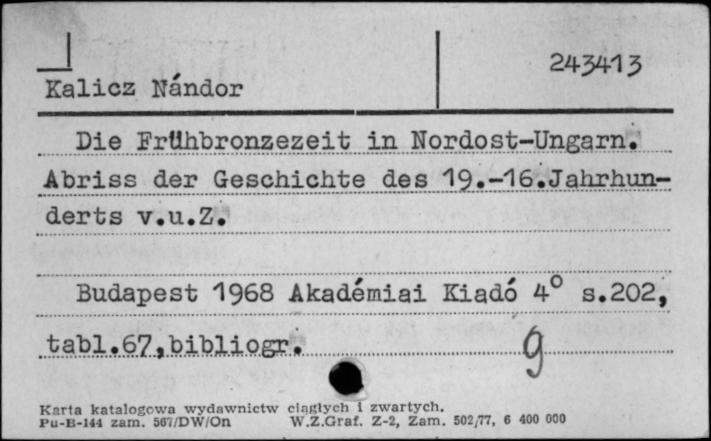 243413
Kalicz Nándor
Die Frühbronzezeit in Nordost-Ungarn.
Abriss der Geschichte des 19.-16.Jahrhun-
derts v.u.Z.
Budapest 1968 Akadémiai Kiadó 4° s.202,
tabl.67,bibliogr.
g
Karta katalogowa wydawnictw ciągłych i zwartych.
Pu-B-144 zam. 567/DW/On W.Z.Graf. Z-2, Zam. 502/77, 6 400 000